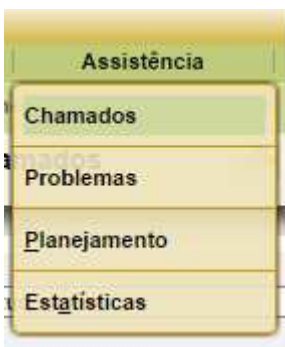 Assistência
Chamados
Problemas
Planejamento
Estatísticas